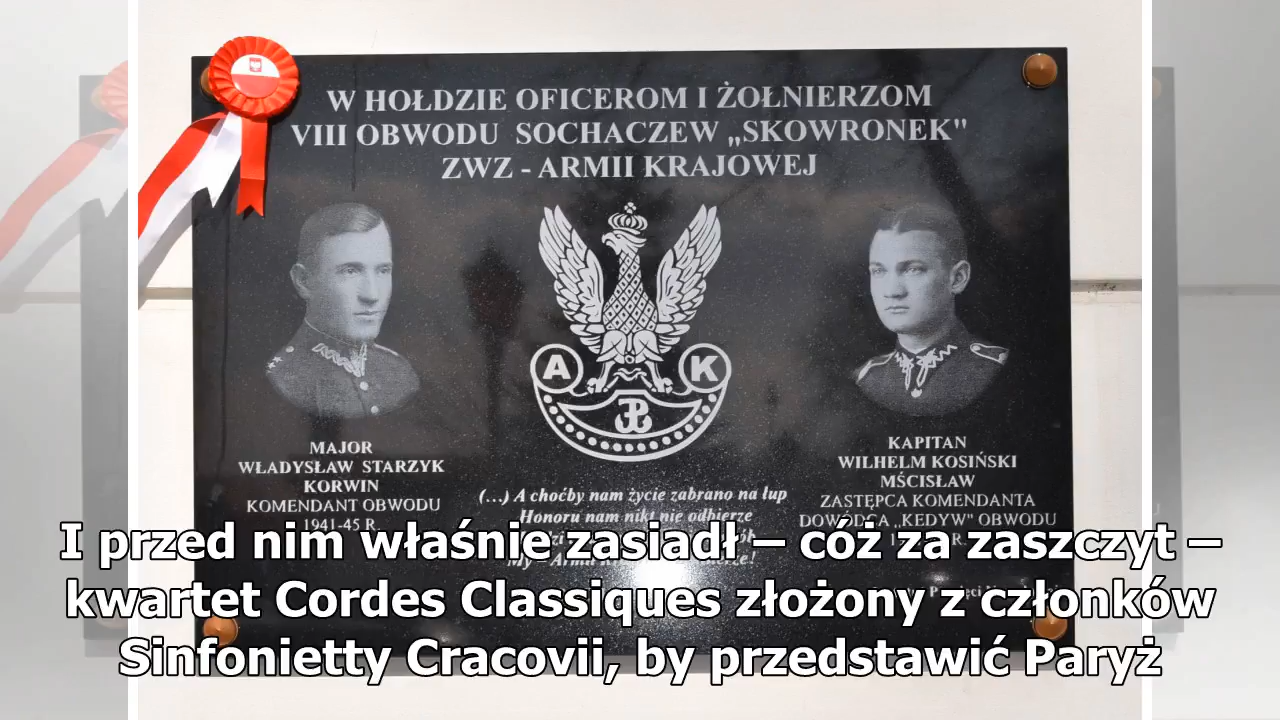 W HOŁDZIE OFICEROM I ŻOŁNIERZOM
VIII OBWODU SOCHACZEW „SKOWRONEK"
ZWZ - ARMII KRAJOWEJ
A K
MAJOR
WŁADYSŁAW STARZYK
KORWIN
KOMENDANT OBWODU
1941-45 R.
KAPITAN
WILHELM KOSIŃSKI
MŚCISŁAW
ZASTĘPCA KOMENDANTA
DOWÓDCA „KEDYW" OBWODU
(...) A choćby nam życie zabrano na łup
Honoru nam nikt nie odbierze
I przed nim właśnie zasiadł – cóż za zaszczyt –
kwartet Cordes Classiques złożony z członków
Sinfonietty Cracovii, by przedstawić Paryż